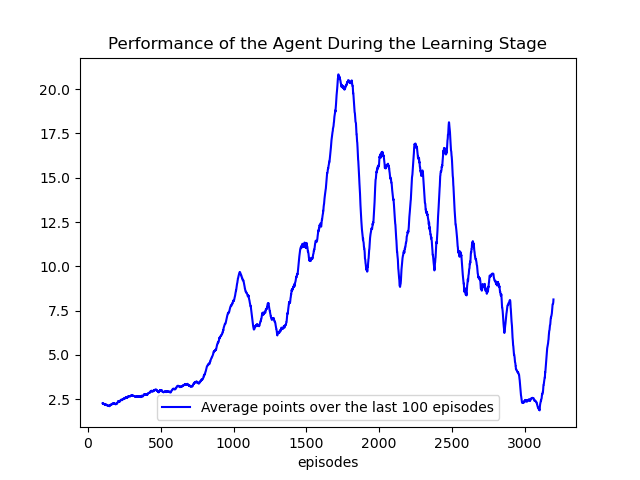 Performance of the Agent During the Learning Stage
20.0
17.5
15.0
12.5
10.0
7.5
5.0
2.5
Average points over the last 100 episodes
0 500 1000 1500 2000 2500 3000
episodes